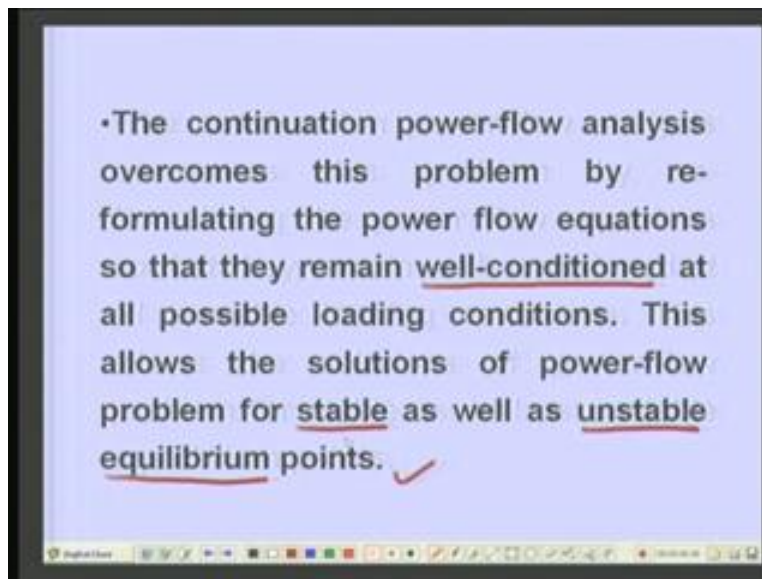 •The continuation power-flow analysis
overcomes this problem by re-
formulating the power flow equations
so that they remain well-conditioned at
all possible loading conditions. This
allows the solutions of power-flow
problem for stable as well as unstable
equilibrium points.